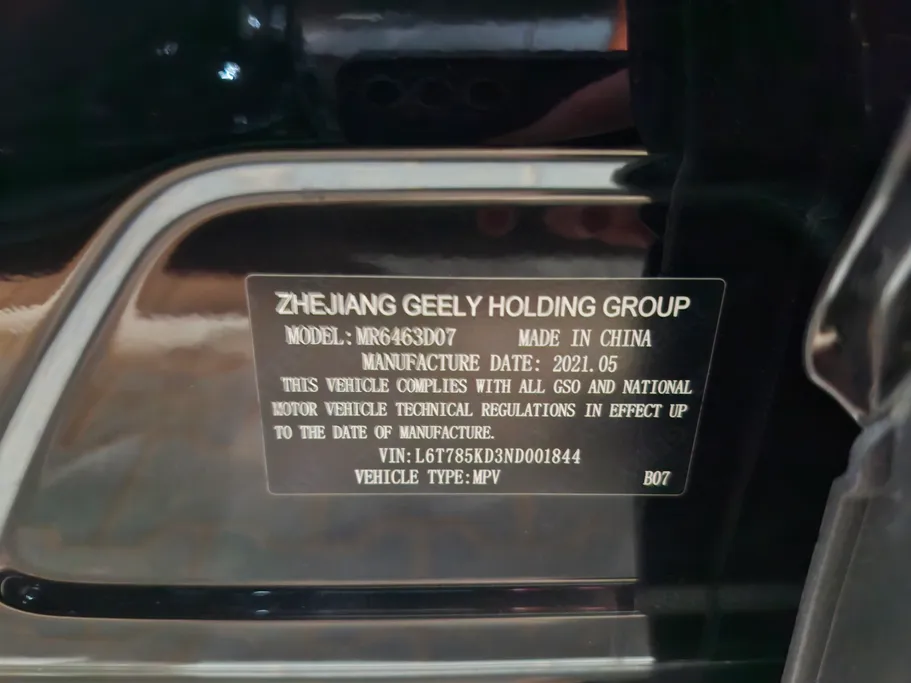 ZHEJIANG GEELY HOLDING GROUP
MODEL:MR6463D07 MADE IN CHINA
MANUFACTURE DATE: 2021.05
THIS VEHICLE COMPLIES WITH ALL GSO AND NATIONAL
MOTOR VEHICLE TECHNICAL REGULATIONS IN EFFECT UP
TO THE DATE OF MANUFACTURE.
VIN:L6T785KD3ND001844
VEHICLE TYPE:MPV B07